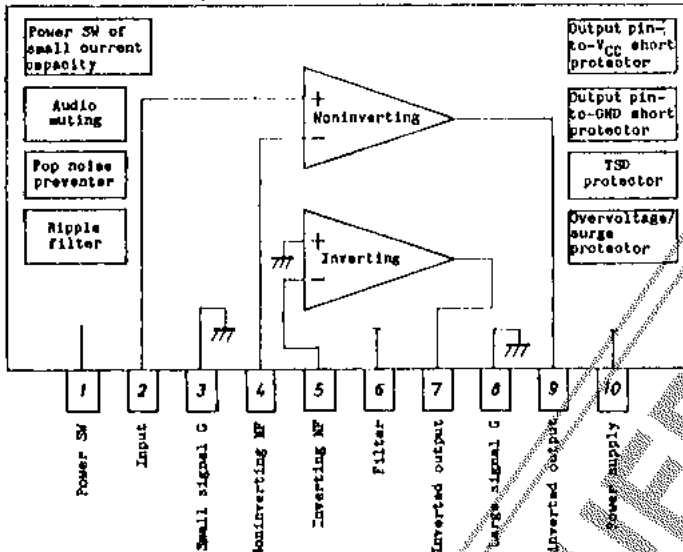 Power SW of
small current
capacity
Audio
muting
Pop noise
preventer
Ripple
filter
Output pin-
to-VCC short
protector
Output pin-
to-GND short
protector
TSD
protector
Overvoltage/
surge
protector
+
Noninverting
−
+
Inverting
−
1
2
3
4
5
6
7
8
9
10
Power SW
Input
Small signal G
Noninverting NF
Inverting NF
Filter
Inverted output
Large signal G
inverted output
Power supply